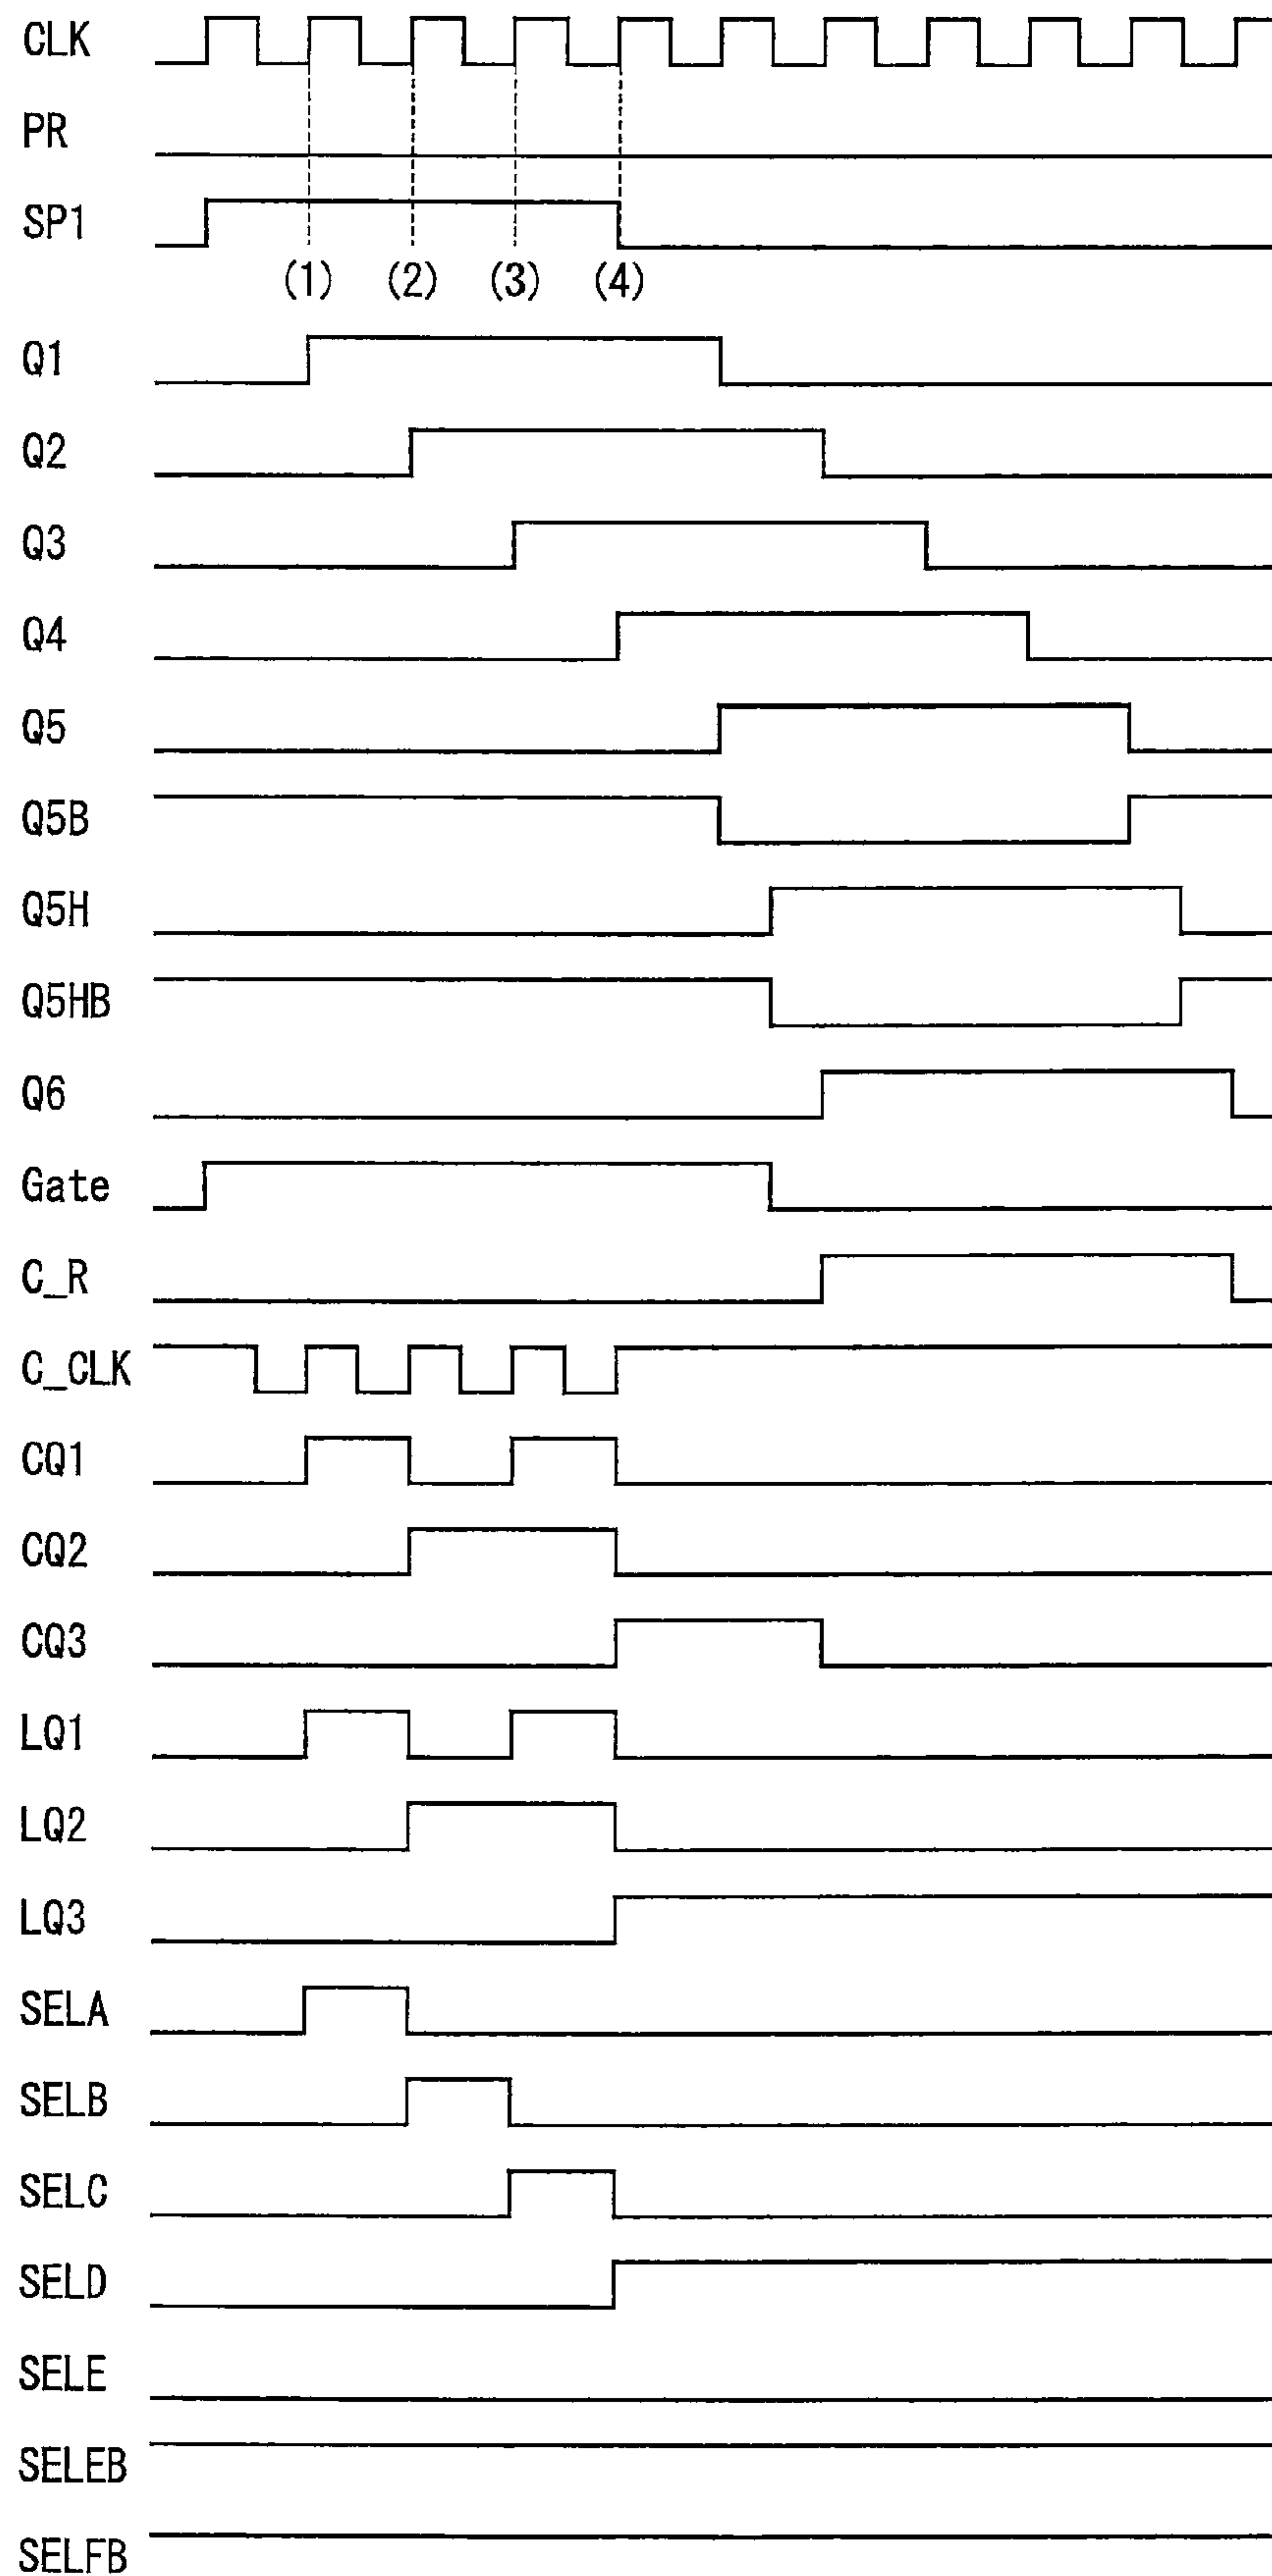 CLK
PR
SP1
(1) (2) (3) (4)
Q1
Q2
Q3
Q4
Q5
Q5B
Q5H
Q5HB
Q6
Gate
C_R
C_CLK
CQ1
CQ2
CQ3
LQ1
LQ2
LQ3
SELA
SELB
SELC
SELD
SELE
SELEB
SELFB